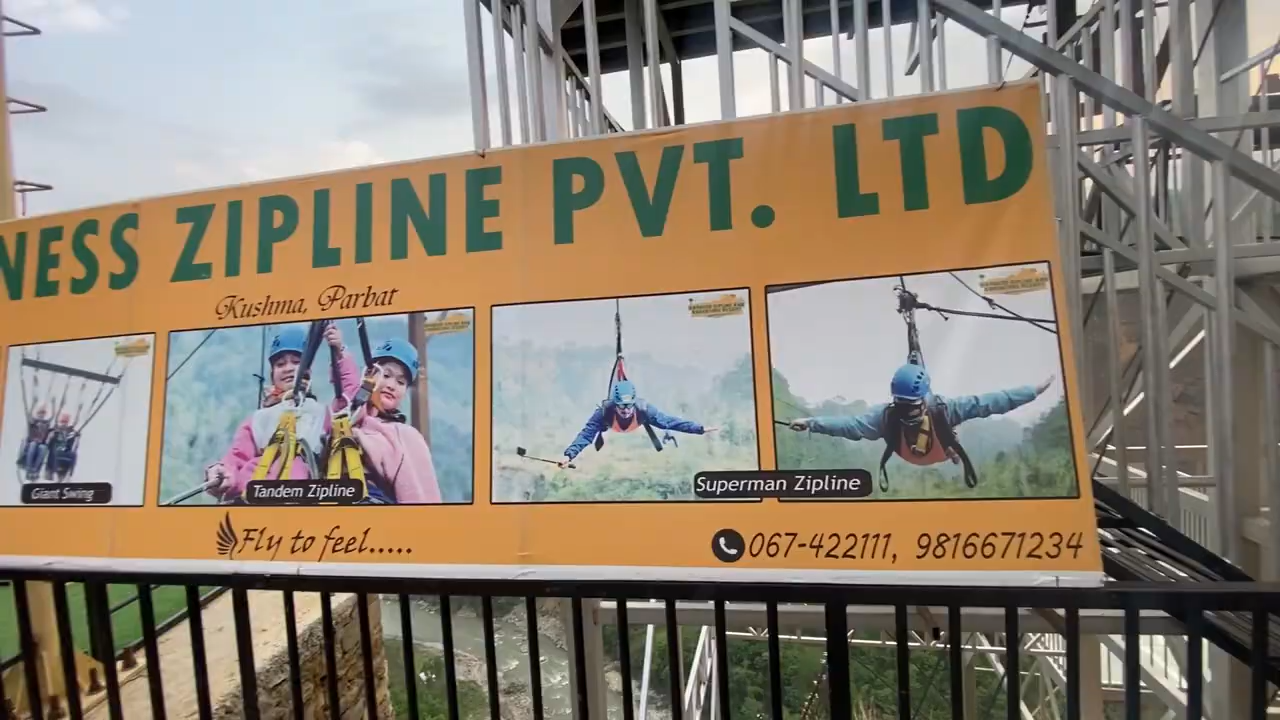 NESS ZIPLINE PVT. LTD
Kushma, Parbat
Giant Swing
Tandem Zipline
Superman Zipline
Fly to feel.....
067-422111, 9816671234